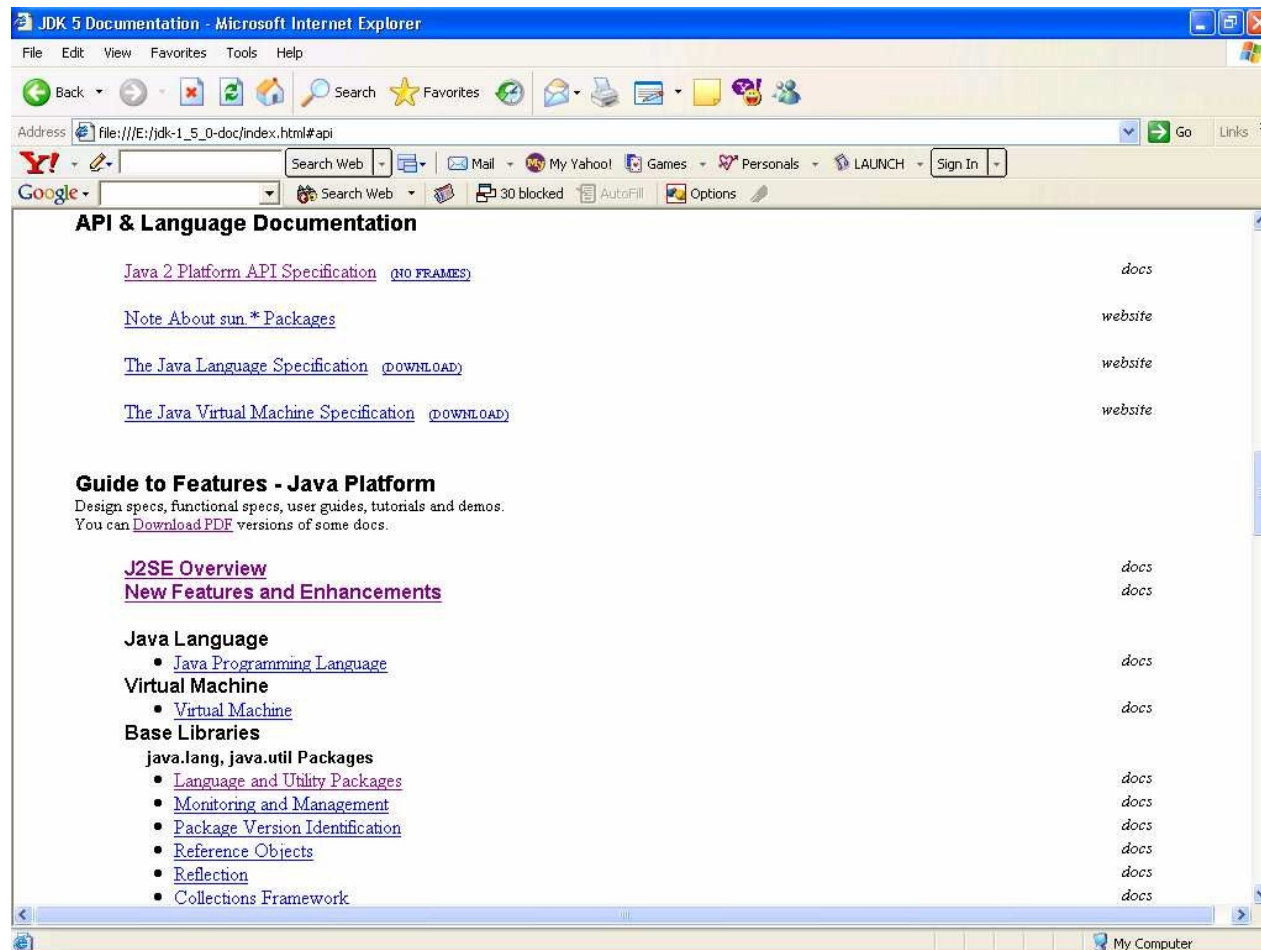 JDK 5 Documentation - Microsoft Internet Explorer
File Edit View Favorites Tools Help
Back Search Favorites
Address file:///E:/jdk-1_5_0-doc/index.html#api Go Links
Y! Search Web Mail My Yahoo! Games Personals LAUNCH Sign In
Google Search Web 30 blocked AutoFill Options
API & Language Documentation
Java 2 Platform API Specification (NO FRAMES) docs
Note About sun.* Packages website
The Java Language Specification (DOWNLOAD) website
The Java Virtual Machine Specification (DOWNLOAD) website
Guide to Features - Java Platform
Design specs, functional specs, user guides, tutorials and demos.
You can Download PDF versions of some docs.
J2SE Overview docs
New Features and Enhancements docs
Java Language
• Java Programming Language docs
Virtual Machine
• Virtual Machine docs
Base Libraries
java.lang, java.util Packages
• Language and Utility Packages docs
• Monitoring and Management docs
• Package Version Identification docs
• Reference Objects docs
• Reflection docs
• Collections Framework docs
My Computer